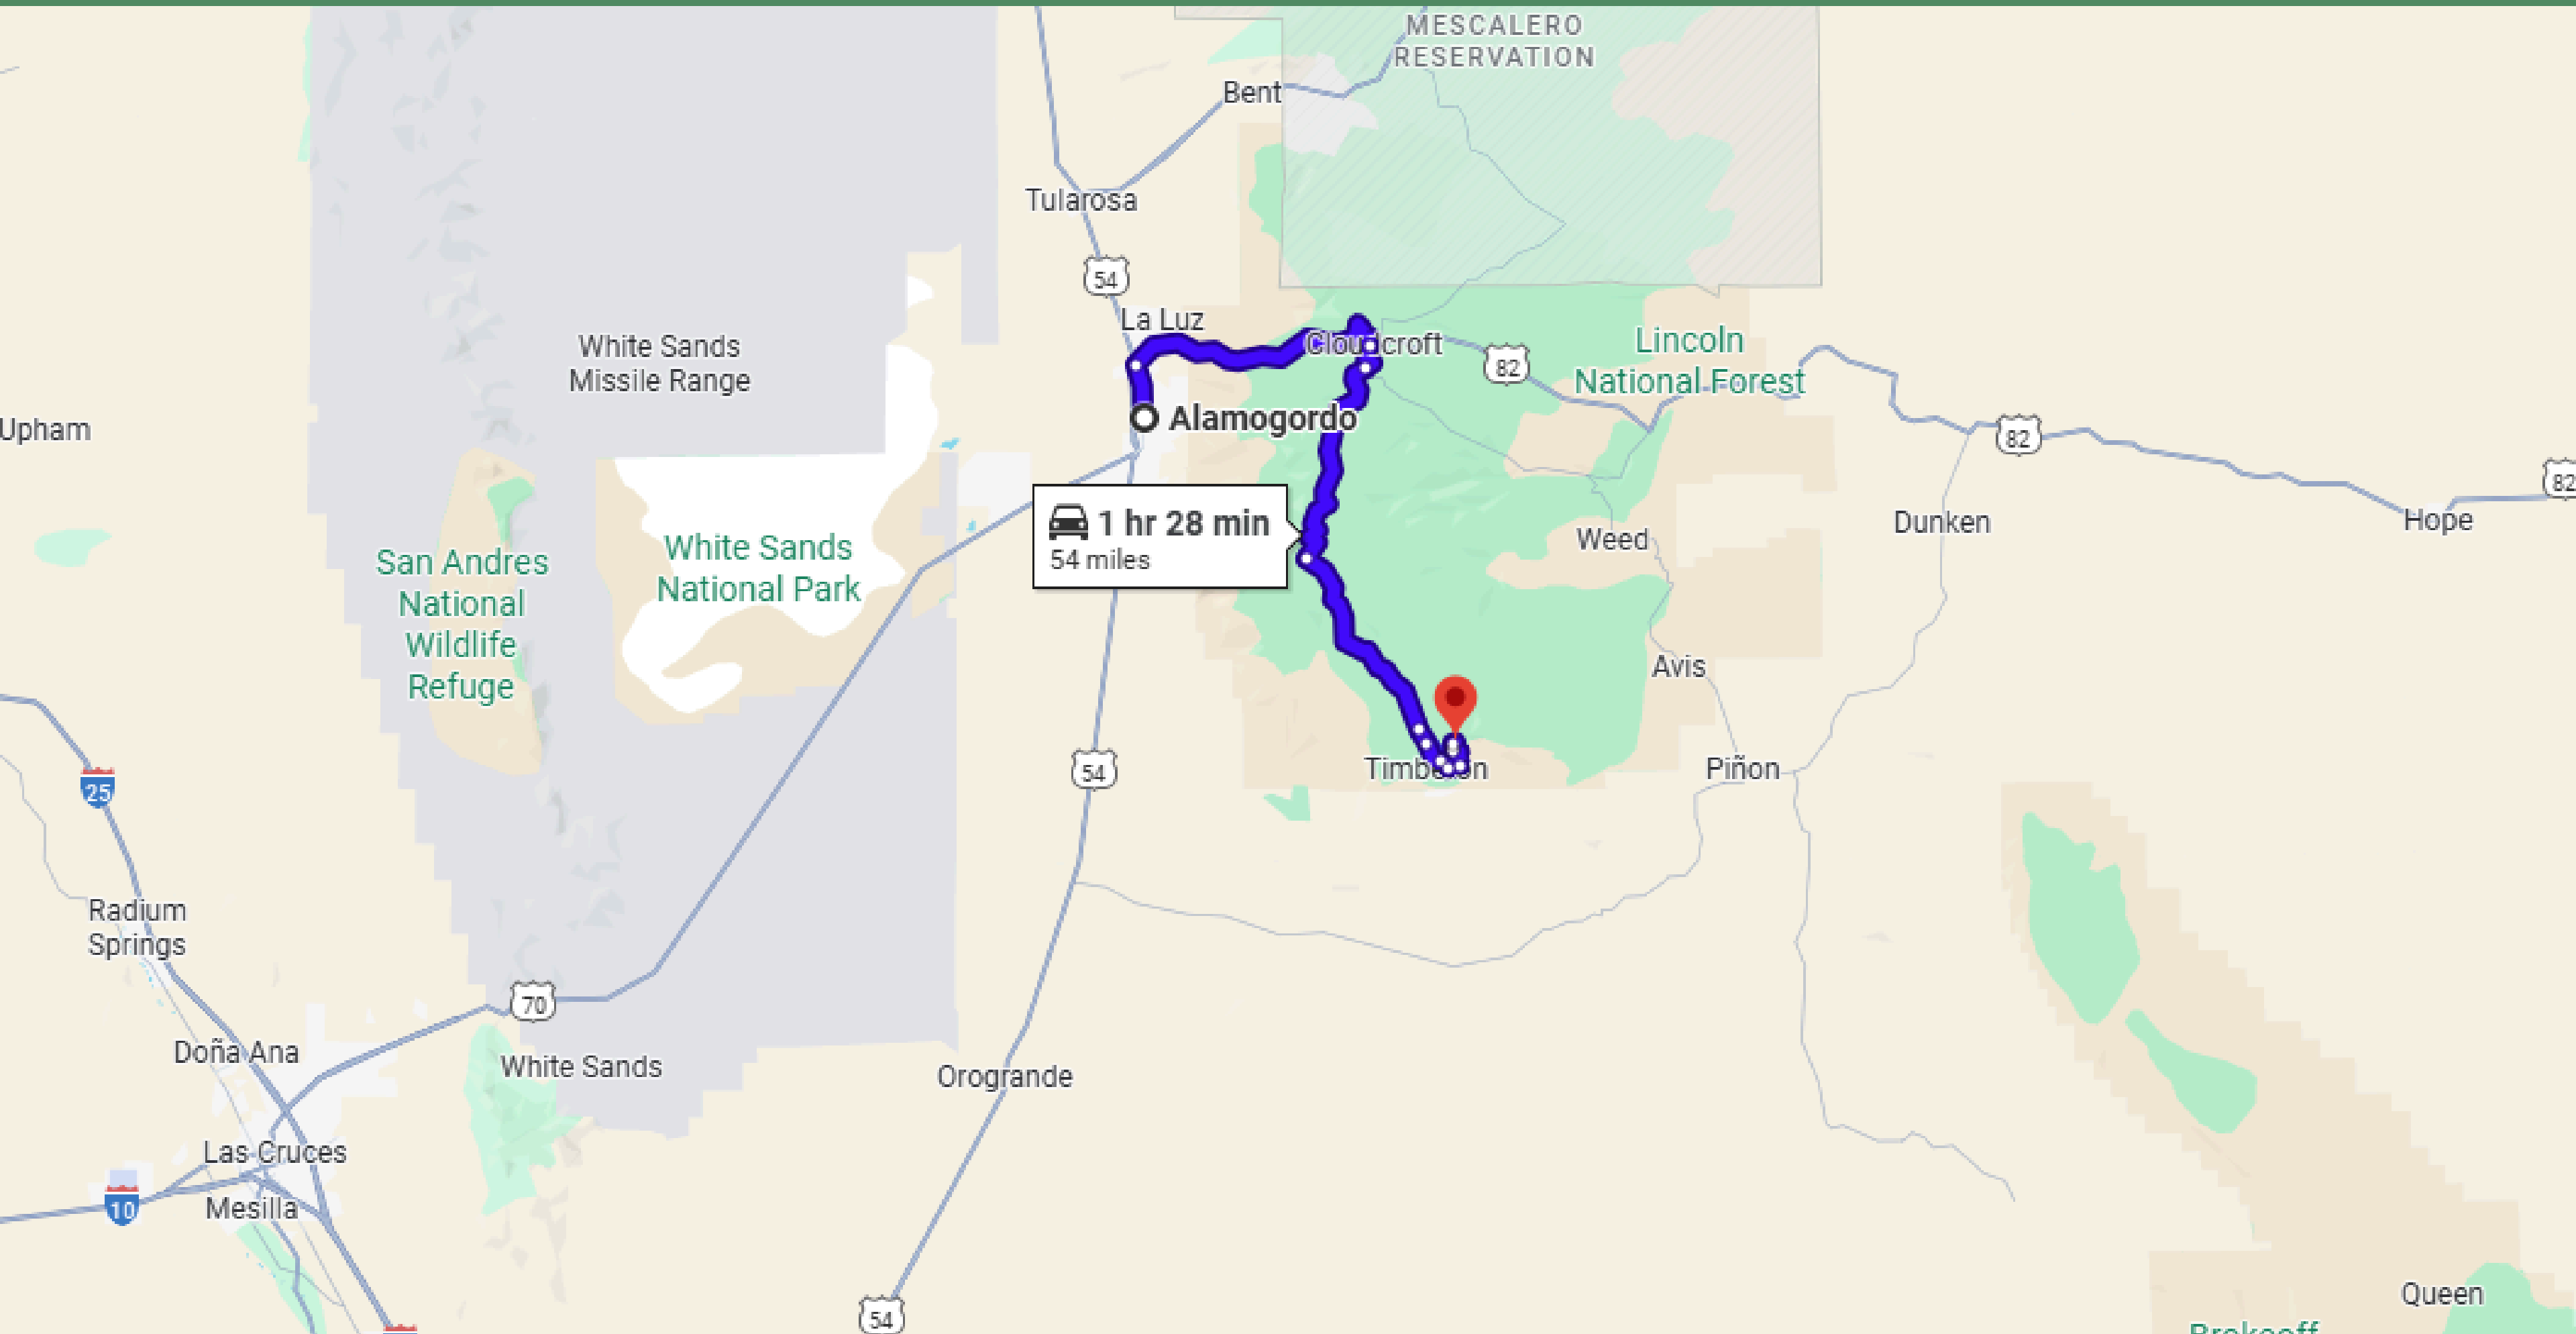 MESCALERO
RESERVATION
Bent
Tularosa
54
La Luz
White Sands
Missile Range
Cloudcroft
82
Lincoln
National Forest
Upham
Alamogordo
82
82
1 hr 28 min
54 miles
Weed
Dunken
Hope
San Andres
National
Wildlife
Refuge
White Sands
National Park
Avis
25
54
Timberon
Piñon
Radium
Springs
70
Doña Ana
White Sands
Orogrande
Las Cruces
10
Mesilla
54
Queen
Brokeoff